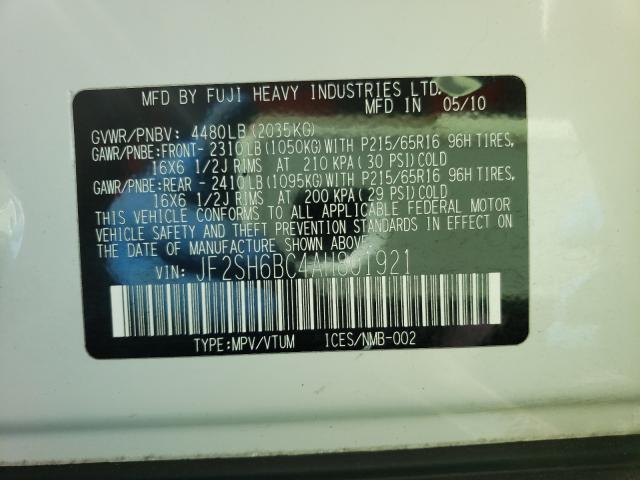 MFD BY FUJI HEAVY INDUSTRIES LTD.
MFD IN 05/10
GVWR/PNBV: 4480LB (2035KG)
GAWR/PNBE:FRONT- 2310LB(1050KG)WITH P215/65R16 96H TIRES,
16X6 1/2J RIMS AT 210 KPA (30 PSI)COLD
GAWR/PNBE:REAR - 2410LB(1095KG)WITH P215/65R16 96H TIRES,
16X6 1/2J RIMS AT 200 KPA (29 PSI)COLD
THIS VEHICLE CONFORMS TO ALL APPLICABLE FEDERAL MOTOR
VEHICLE SAFETY AND THEFT PREVENTION STANDARDS IN EFFECT ON
THE DATE OF MANUFACTURE SHOWN ABOVE.
VIN: JF2SH6BC4AH801921
TYPE:MPV/VTUM ICES/NMB-002